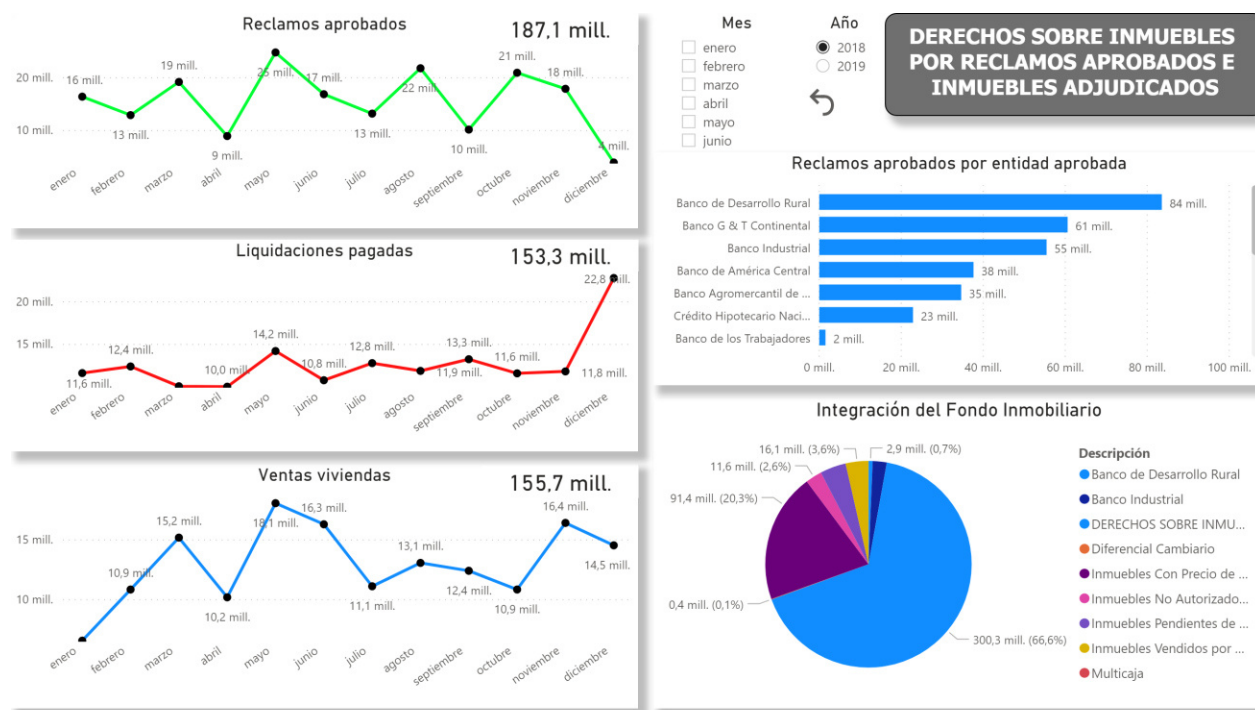 Reclamos aprobados
187,1 mill.
20 mill.
10 mill.
16 mill.
13 mill.
19 mill.
9 mill.
25 mill.
17 mill.
13 mill.
22 mill.
10 mill.
21 mill.
18 mill.
4 mill.
enero
febrero
marzo
abril
mayo
junio
julio
agosto
septiembre
octubre
noviembre
diciembre
Liquidaciones pagadas
153,3 mill.
20 mill.
15 mill.
11,6 mill.
12,4 mill.
10,0 mill.
14,2 mill.
10,8 mill.
12,8 mill.
11,9 mill.
13,3 mill.
11,6 mill.
11,8 mill.
22,8 mill.
enero
febrero
marzo
abril
mayo
junio
julio
agosto
septiembre
octubre
noviembre
diciembre
Ventas viviendas
155,7 mill.
15 mill.
10 mill.
10,9 mill.
15,2 mill.
10,2 mill.
18,1 mill.
16,3 mill.
11,1 mill.
13,1 mill.
12,4 mill.
10,9 mill.
16,4 mill.
14,5 mill.
enero
febrero
marzo
abril
mayo
junio
julio
agosto
septiembre
octubre
noviembre
diciembre
Mes
enero
febrero
marzo
abril
mayo
junio
Año
2018
2019
DERECHOS SOBRE INMUEBLES
POR RECLAMOS APROBADOS E
INMUEBLES ADJUDICADOS
Reclamos aprobados por entidad aprobada
Banco de Desarrollo Rural 84 mill.
Banco G & T Continental 61 mill.
Banco Industrial 55 mill.
Banco de América Central 38 mill.
Banco Agromercantil de ... 35 mill.
Crédito Hipotecario Naci... 23 mill.
Banco de los Trabajadores 2 mill.
0 mill. 20 mill. 40 mill. 60 mill. 80 mill. 100 mill.
Integración del Fondo Inmobiliario
16,1 mill. (3,6%)
2,9 mill. (0,7%)
11,6 mill. (2,6%)
91,4 mill. (20,3%)
0,4 mill. (0,1%)
300,3 mill. (66,6%)
Descripción
Banco de Desarrollo Rural
Banco Industrial
DERECHOS SOBRE INMU...
Diferencial Cambiario
Inmuebles Con Precio de ...
Inmuebles No Autorizado...
Inmuebles Pendientes de ...
Inmuebles Vendidos por ...
Multicaja